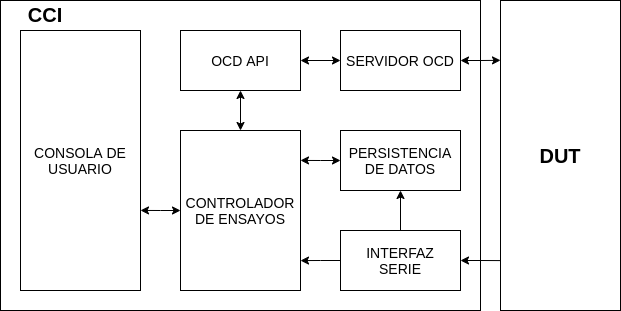 CCI
OCD API
SERVIDOR OCD
CONSOLA DE
USUARIO
CONTROLADOR
DE ENSAYOS
PERSISTENCIA
DE DATOS
INTERFAZ
SERIE
DUT